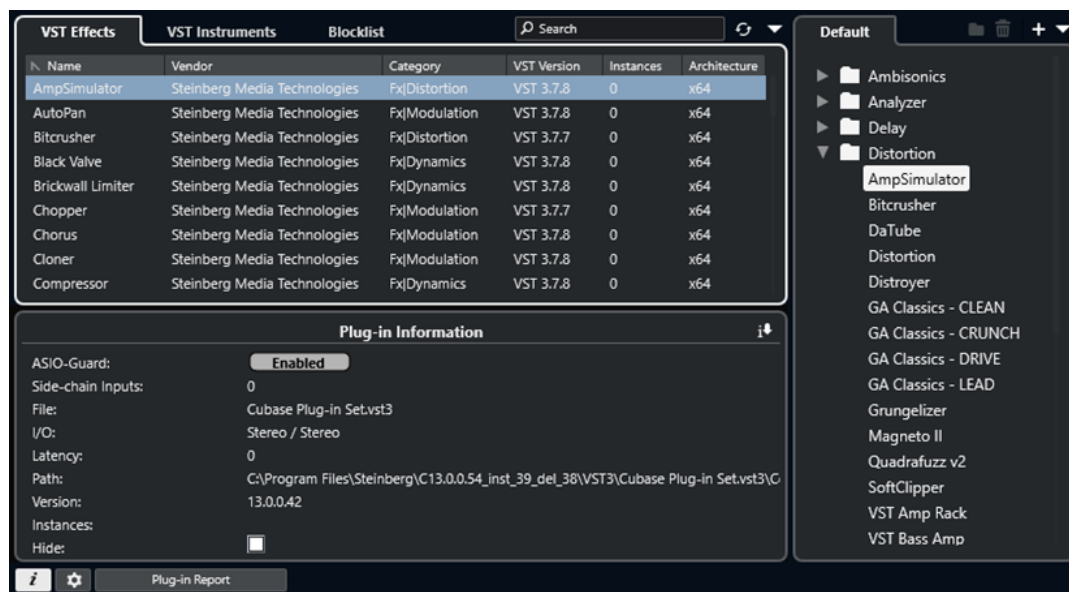 VST Effects VST Instruments Blocklist Search
Name Vendor Category VST Version Instances Architecture
AmpSimulator Steinberg Media Technologies Fx|Distortion VST 3.7.8 0 x64
AutoPan Steinberg Media Technologies Fx|Modulation VST 3.7.8 0 x64
Bitcrusher Steinberg Media Technologies Fx|Distortion VST 3.7.7 0 x64
Black Valve Steinberg Media Technologies Fx|Dynamics VST 3.7.8 0 x64
Brickwall Limiter Steinberg Media Technologies Fx|Dynamics VST 3.7.8 0 x64
Chopper Steinberg Media Technologies Fx|Modulation VST 3.7.7 0 x64
Chorus Steinberg Media Technologies Fx|Modulation VST 3.7.8 0 x64
Cloner Steinberg Media Technologies Fx|Modulation VST 3.7.8 0 x64
Compressor Steinberg Media Technologies Fx|Dynamics VST 3.7.8 0 x64
Plug-in Information i
ASIO-Guard: Enabled
Side-chain Inputs: 0
File: Cubase Plug-in Set.vst3
I/O: Stereo / Stereo
Latency: 0
Path: C:\Program Files\Steinberg\C13.0.0.54_inst_39_del_38\VST3\Cubase Plug-in Set.vst3\C
Version: 13.0.0.42
Instances:
Hide:
i Plug-in Report
Default
Ambisonics
Analyzer
Delay
Distortion
AmpSimulator
Bitcrusher
DaTube
Distortion
Distroyer
GA Classics - CLEAN
GA Classics - CRUNCH
GA Classics - DRIVE
GA Classics - LEAD
Grungelizer
Magneto II
Quadrafuzz v2
SoftClipper
VST Amp Rack
VST Bass Amp